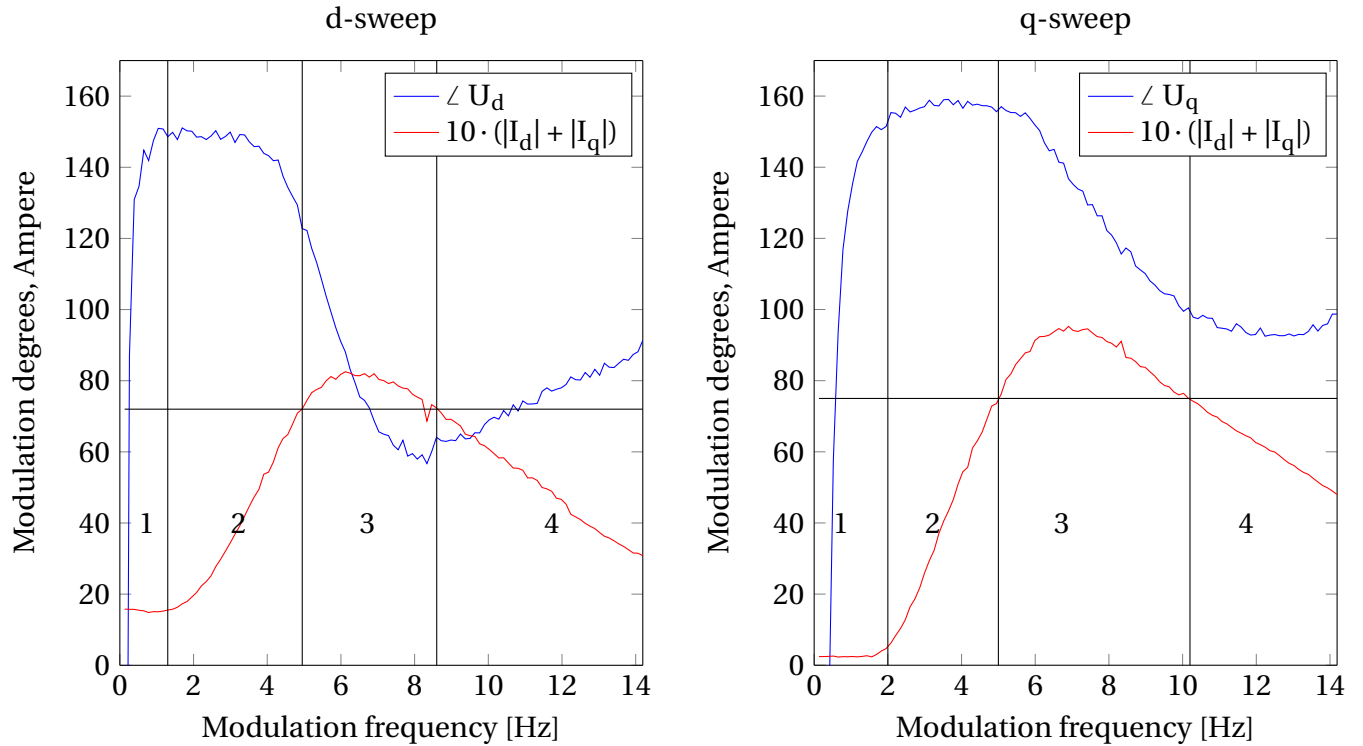 d-sweep
∠ U_d
10 · (|I_d| + |I_q|)
160
140
120
100
80
60
40
20
0
1
2
3
4
0 2 4 6 8 10 12 14
Modulation degrees, Ampere
Modulation frequency [Hz]
q-sweep
∠ U_q
10 · (|I_d| + |I_q|)
160
140
120
100
80
60
40
20
0
1
2
3
4
0 2 4 6 8 10 12 14
Modulation degrees, Ampere
Modulation frequency [Hz]